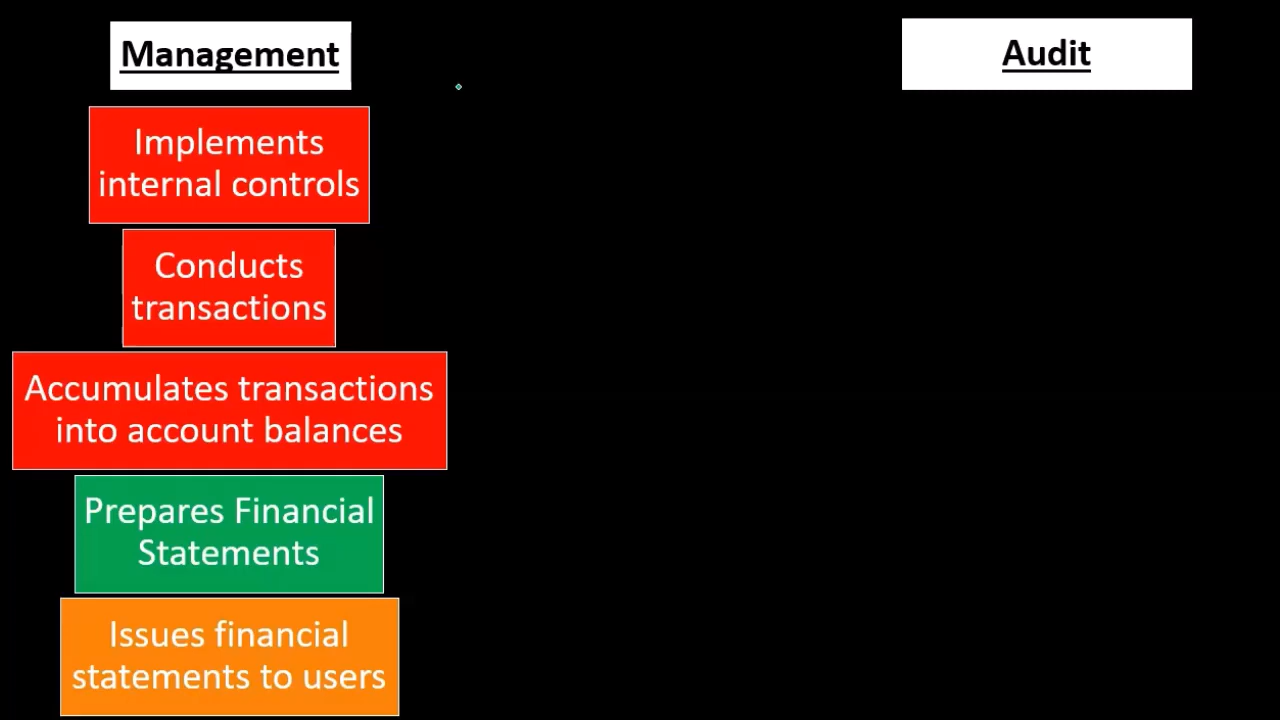 Management
Audit
Implements
internal controls
Conducts
transactions
Accumulates transactions
into account balances
Prepares Financial
Statements
Issues financial
statements to users